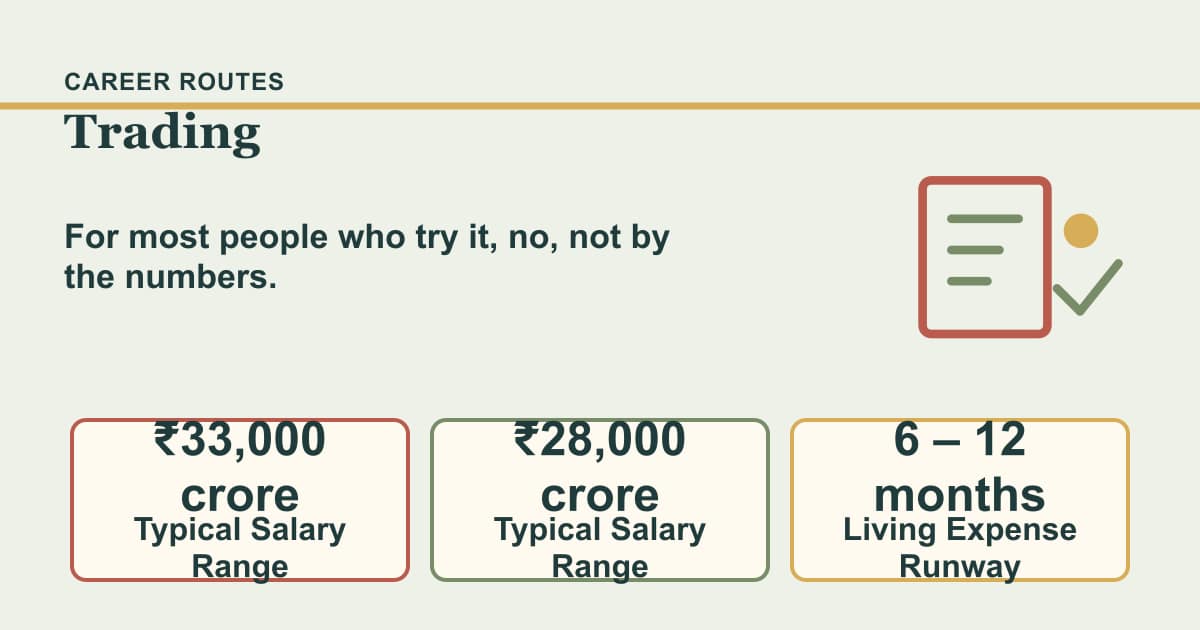 CAREER ROUTES
Trading
For most people who try it, no, not by
the numbers.
₹33,000
crore
Typical Salary
Range
₹28,000
crore
Typical Salary
Range
6 – 12
months
Living Expense
Runway